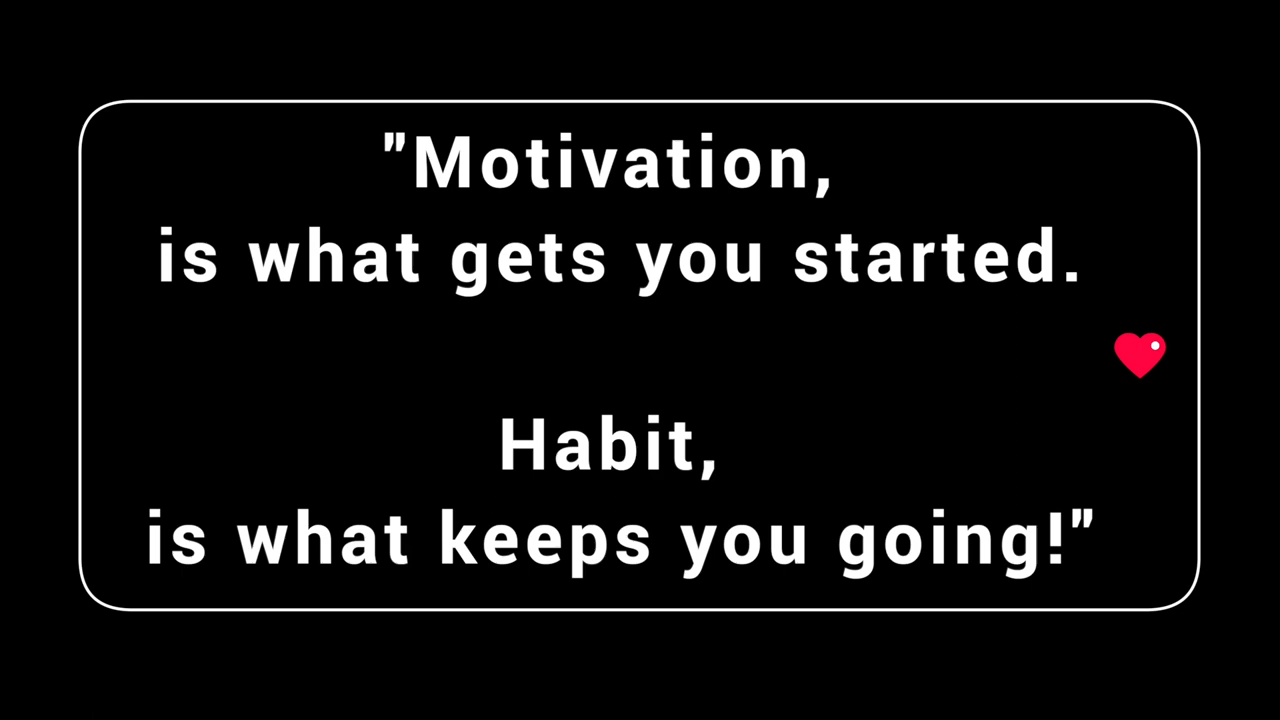 "Motivation,
is what gets you started.
Habit,
is what keeps you going!"